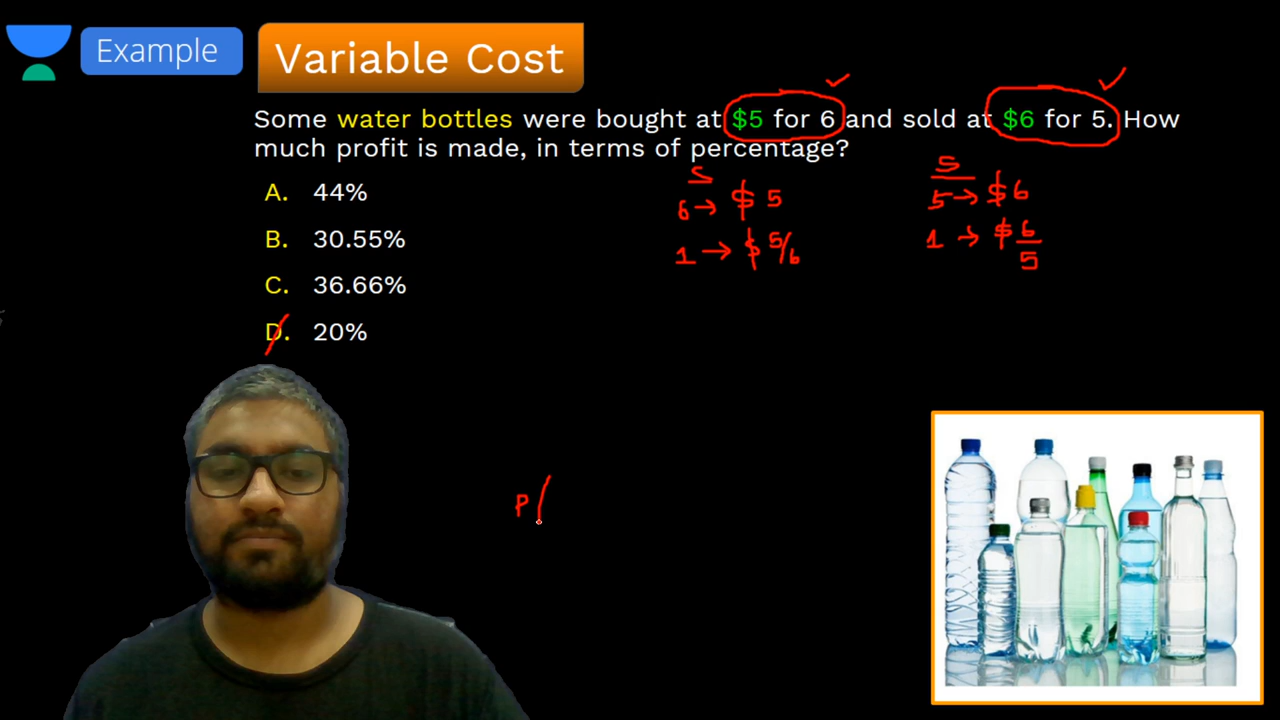 Example
Variable Cost
Some water bottles were bought at $5 for 6 and sold at $6 for 5. How
much profit is made, in terms of percentage?
A. 44%
B. 30.55%
C. 36.66%
D. 20%
6 → $ 5
1 → $ 5/6
5
5 → $6
1 → $ 6/5
P